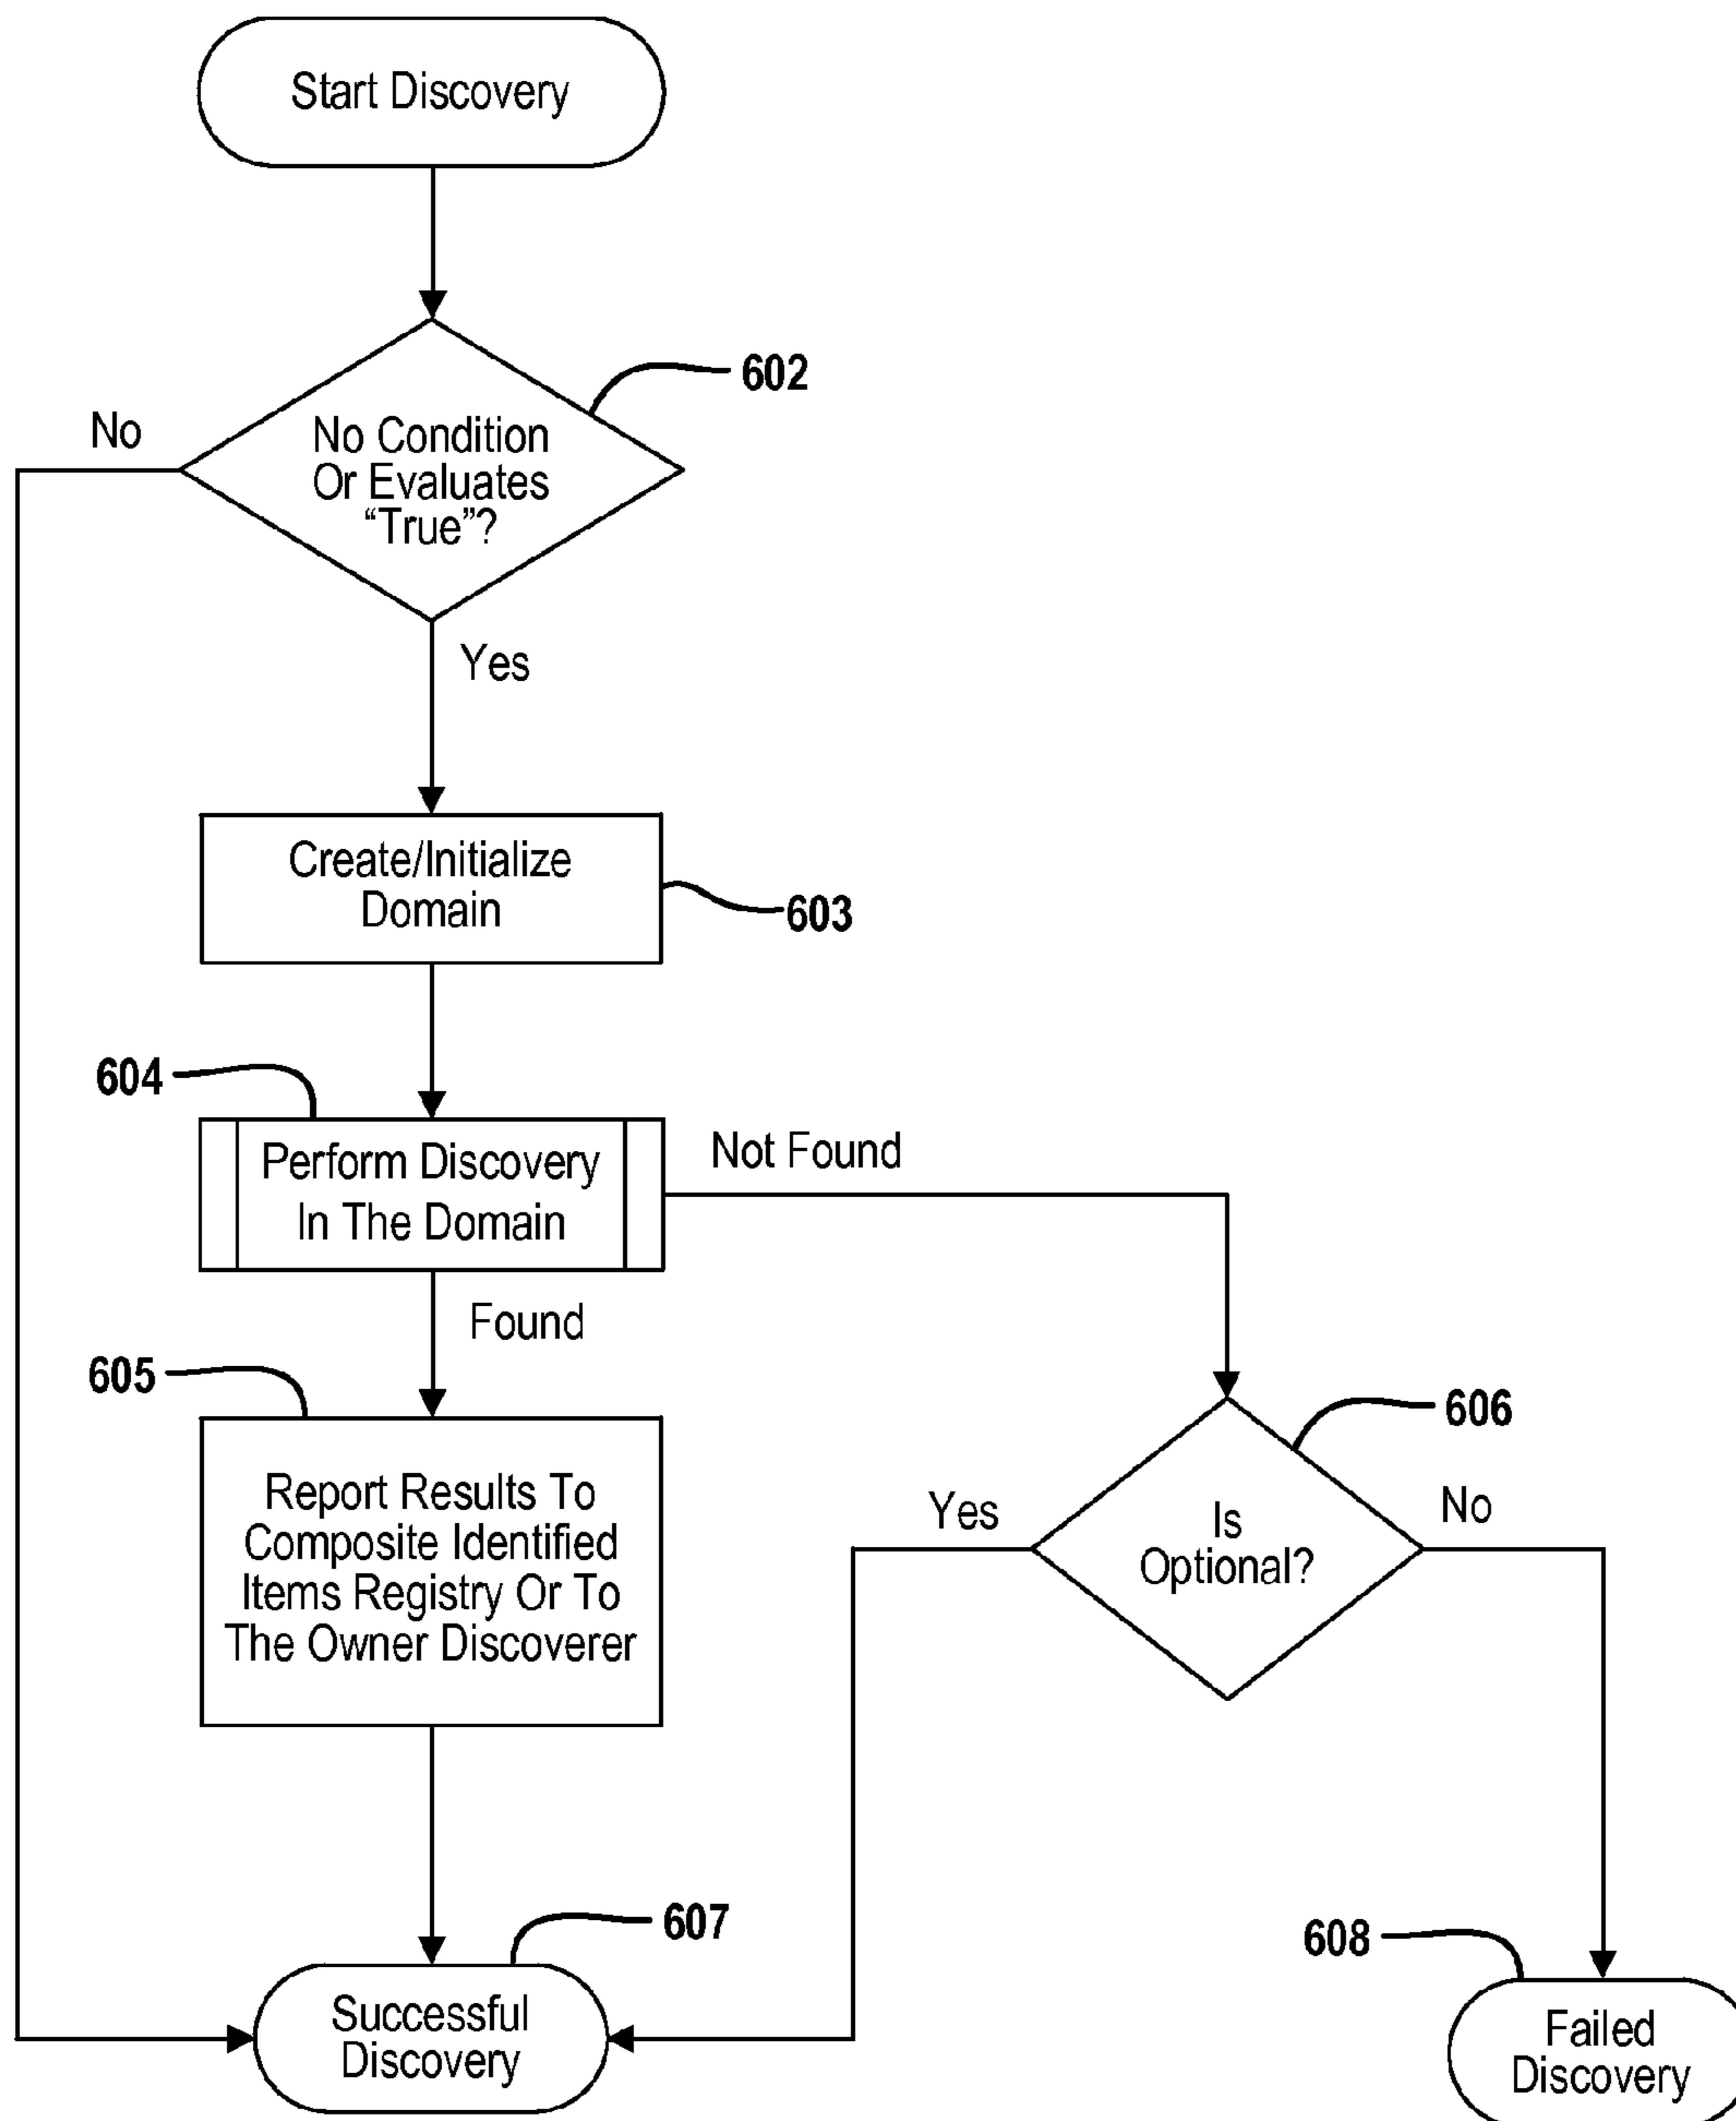 Start Discovery
602
No
No Condition
Or Evaluates
“True”?
Yes
Create/Initialize
Domain
603
604
Perform Discovery
In The Domain
Not Found
Found
605
606
Report Results To
Composite Identified
Items Registry Or To
The Owner Discoverer
Yes
Is
Optional?
No
607
608
Successful
Discovery
Failed
Discovery